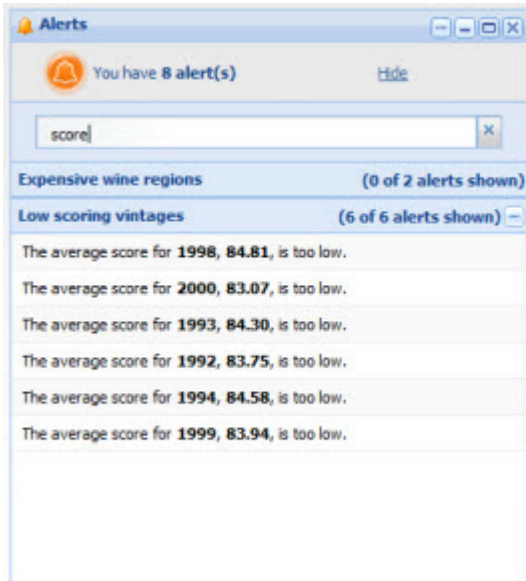 Alerts
You have 8 alert(s) Hide
score
Expensive wine regions (0 of 2 alerts shown)
Low scoring vintages (6 of 6 alerts shown)
The average score for 1998, 84.81, is too low.
The average score for 2000, 83.07, is too low.
The average score for 1993, 84.30, is too low.
The average score for 1992, 83.75, is too low.
The average score for 1994, 84.58, is too low.
The average score for 1999, 83.94, is too low.